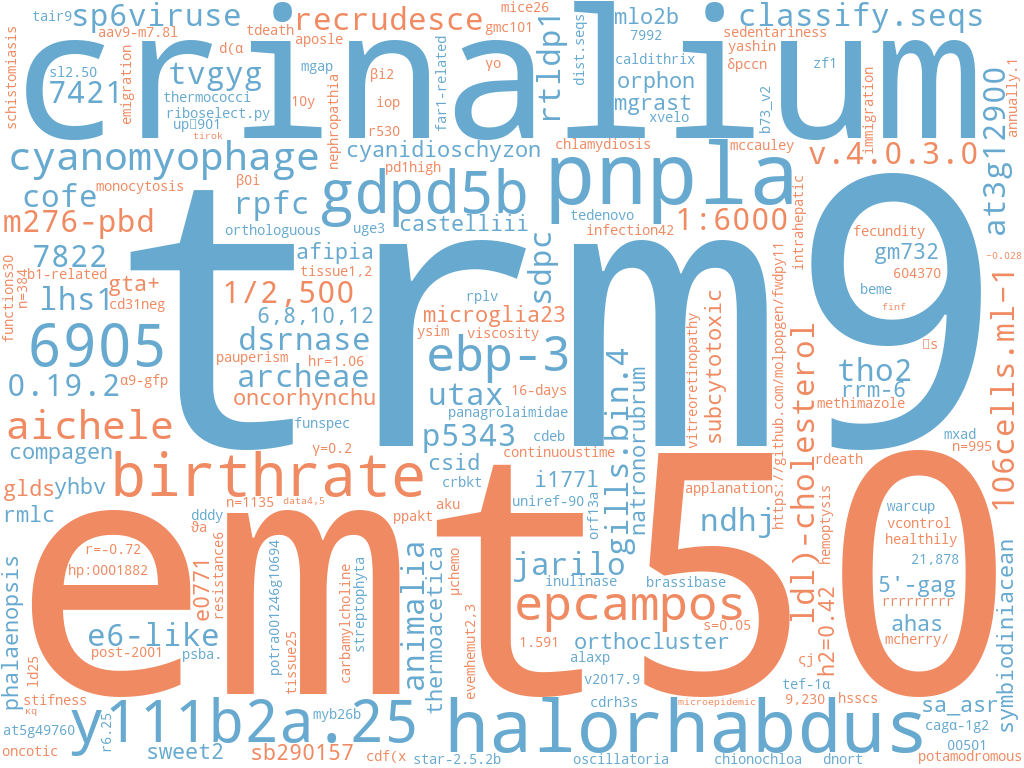 tair9
sp6viruse
recrudesce
mice26
gmc101
mlo2b
7992
classify.seqs
schistomiasis
aav9-m7.8l
tdeath
aposle
sedentariness
yashin
crinalium
emigration
d(α
sl2.50
7421
tvgyg
mgap
βi2
far1-related
yo
rtldp1
dist.seqs
caldithrix
orphon
mgrast
xvelo
δpccn
zf1
b73_v2
immigration
annually.1
thermococci
riboselect.py
10y
iop
r530
tirok
nephropathia
cyanomyophage
cyanidioschyzon
pd1high
chlamydiosis
mccauley
v.4.0.3.0
at3g12900
monocytosis
β0i
cofe
rpfc
gdpd5b
pnpla
m276-pbd
orthologuous
uge3
castelliii
tedenovo
infection42
1:6000
intrahepatic
fecundity
gm732
604370
-0.028
trm9
7822
afipia
tissue1,2
sdpc
beme
finf
functions30
n=384
rb1-related
lhs1
gta+
cd31neg
1/2,500
6,8,10,12
rplv
microglia23
ysim
viscosity
6905
dsrnase
pauperism
hr=1.06
ebp-3
0.19.2
α9-gfp
archeae
oncorhynchu
utax
16-days
gills.bin.4
natronorubrum
vitreoretinopathy
subcytotoxic
https://github.com/molpopgen/fwdpy11
ldl)-cholesterol
tho2
rrm-6
methimazole
106cells.ml−1
aichele
funspec
panagrolaimidae
p5343
cdeb
mxad
n=995
compagen
γ=0.2
continuoustime
rdeath
birthrate
csid
crbkt
i177l
glds
yhbv
n=1135
data4,5
aku
uniref-90
orf13a
applanation
rmlc
dddy
ϑa
ppakt
ndhj
hemoptysis
warcup
vcontrol
healthily
emt50
r=-0.72
hp:0001882
e0771
resistance6
potra001246g10694
carbamylcholine
streptophyta
animalia
thermoacetica
μchemo
jarilo
inulinase
brassibase
21,878
5'-gag
rrrrrrrrr
phalaenopsis
epcampos
evemhemut2.3
s=0.05
h2=0.42
ahas
mcherry/
symbiodiniacean
e6-like
post-2001
psba.
tissue25
1.591
orthocluster
alaxp
ςj
ld25
stiffness
κq
v2017.9
tef-1α
9,230
hsscs
cdrh3s
microepidemic
sa_asr
cagα-1g2
at5g49760
r6.25
y111b2a.25
myb26b
halorhabdus
00501
oncotic
sweet2
sb290157
cdf(x
star-2.5.2b
oscillatoria
chionochloa
dnort
potamodromous